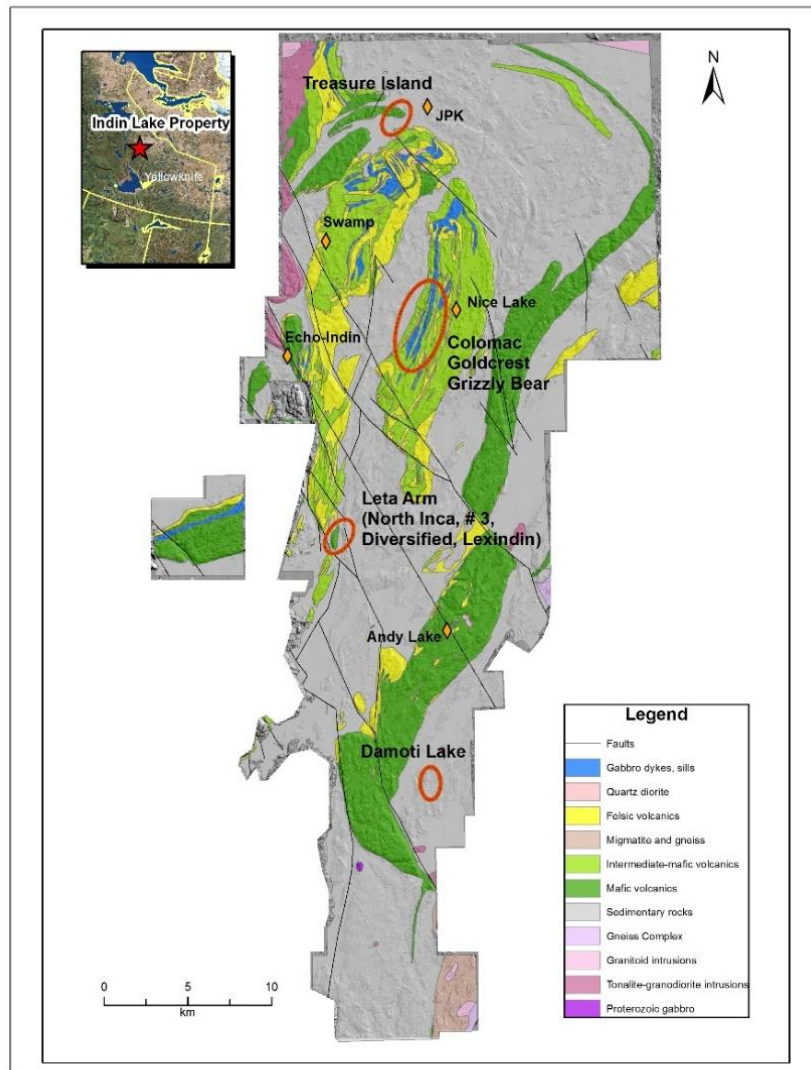 Indin Lake Property
Yellowknife
N
Treasure Island
JPK
Swamp
Nice Lake
Echo-Indin
Colomac
Goldcrest
Grizzly Bear
Leta Arm
(North Inca, # 3,
Diversified, Lexindin)
Andy Lake
Damoti Lake
Legend
Faults
Gabbro dykes, sills
Quartz diorite
Felsic volcanics
Migmatite and gneiss
Intermediate-mafic volcanics
Mafic volcanics
Sedimentary rocks
Gneiss Complex
Granitoid intrusions
Tonalite-granodiorite intrusions
Proterozoic gabbro
0 5 10
km